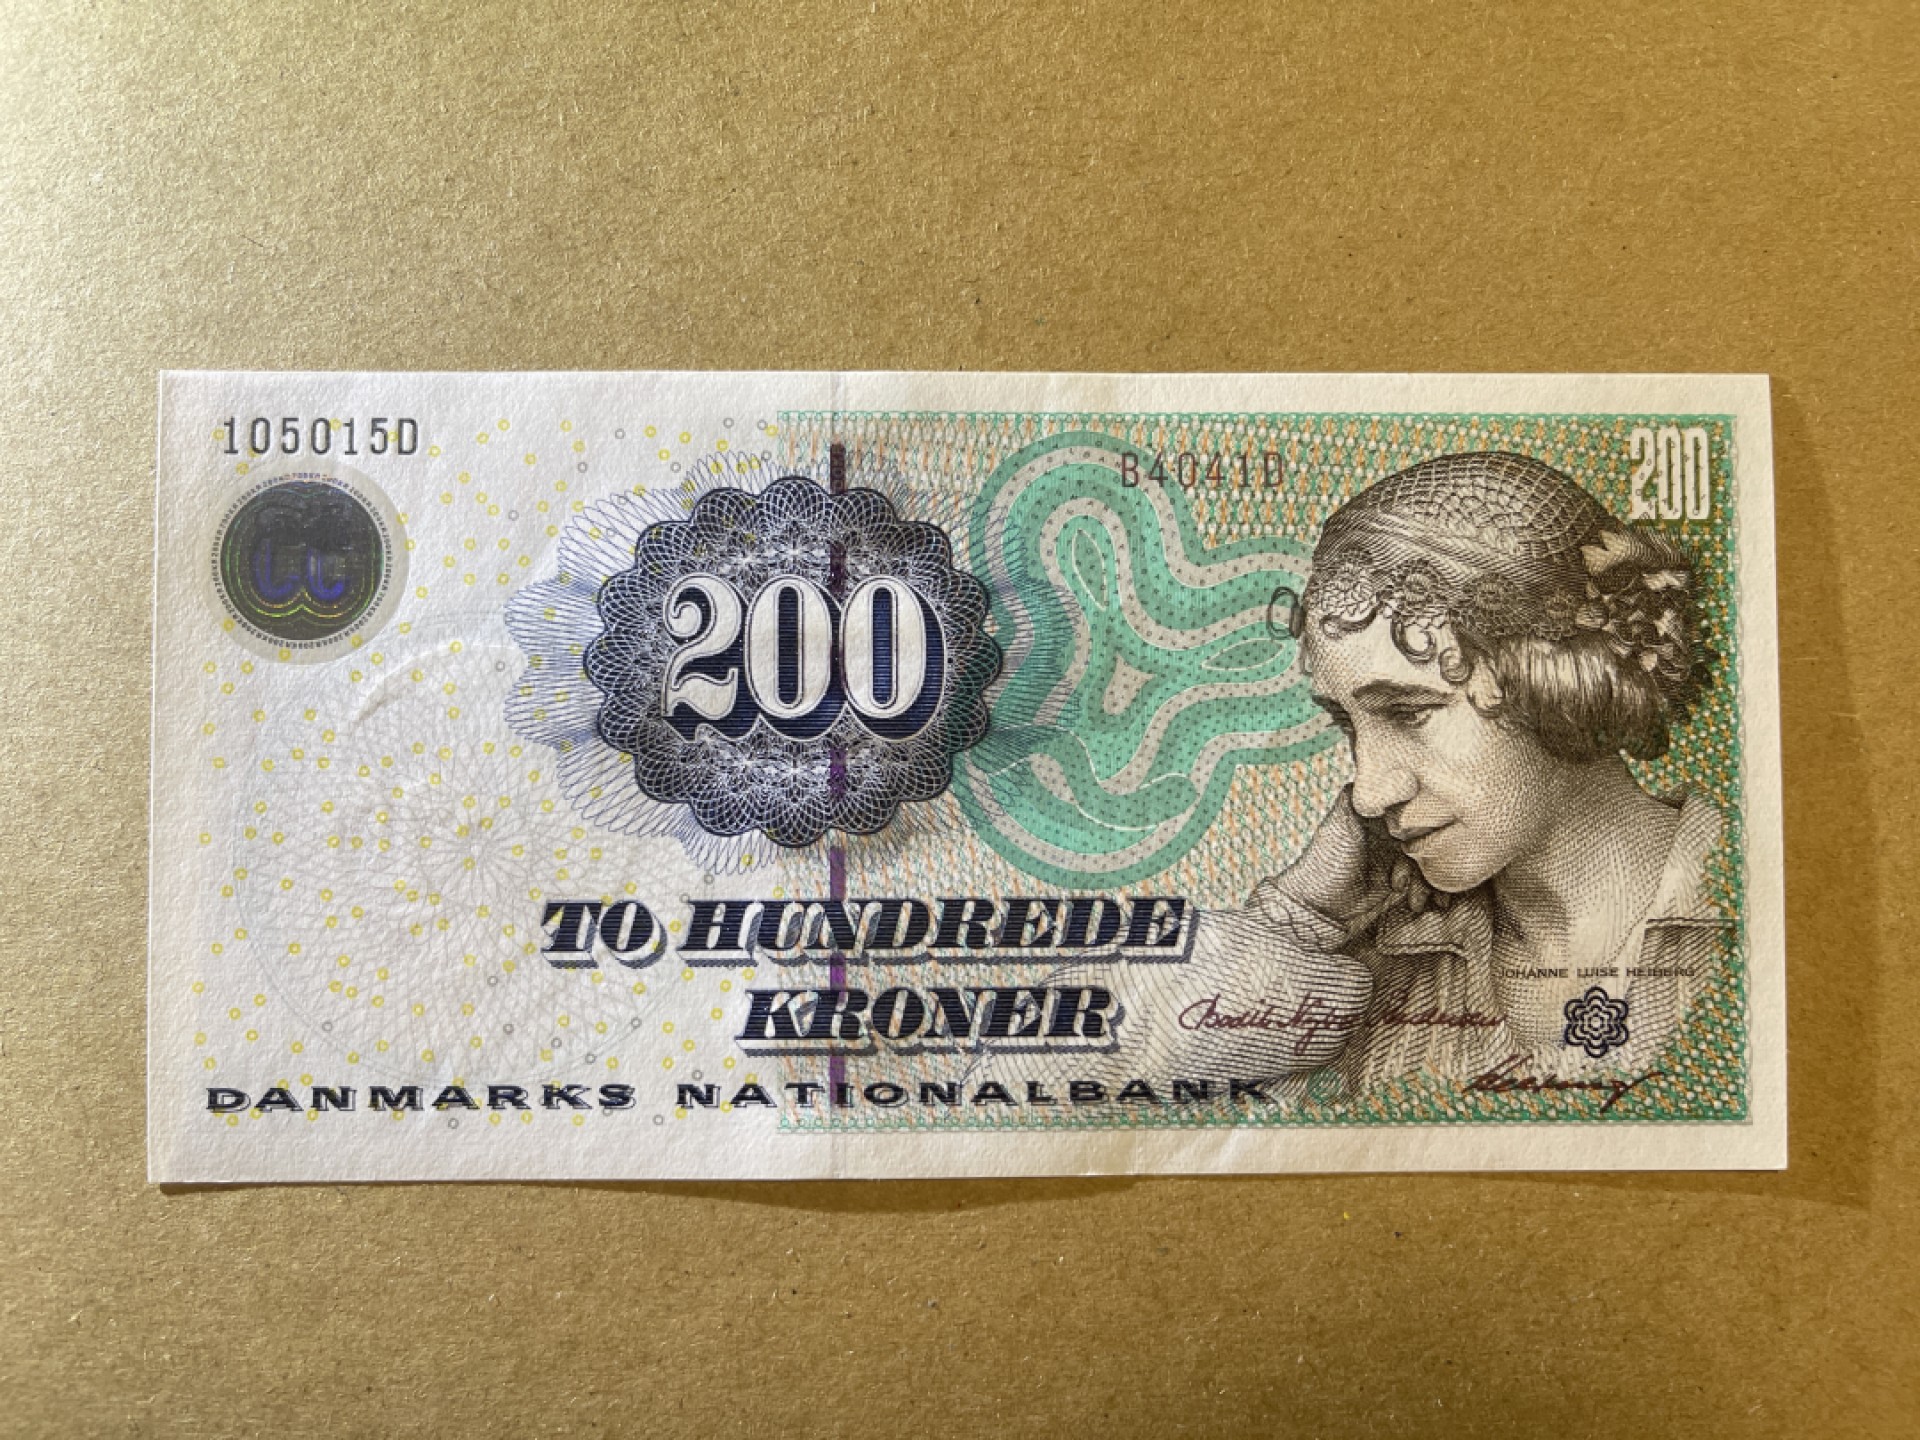 105015D
B4041D
200
200
TO HUNDREDE
KRONER
JOHANNE LUISE HEIBERG
DANMARKS NATIONALBANK